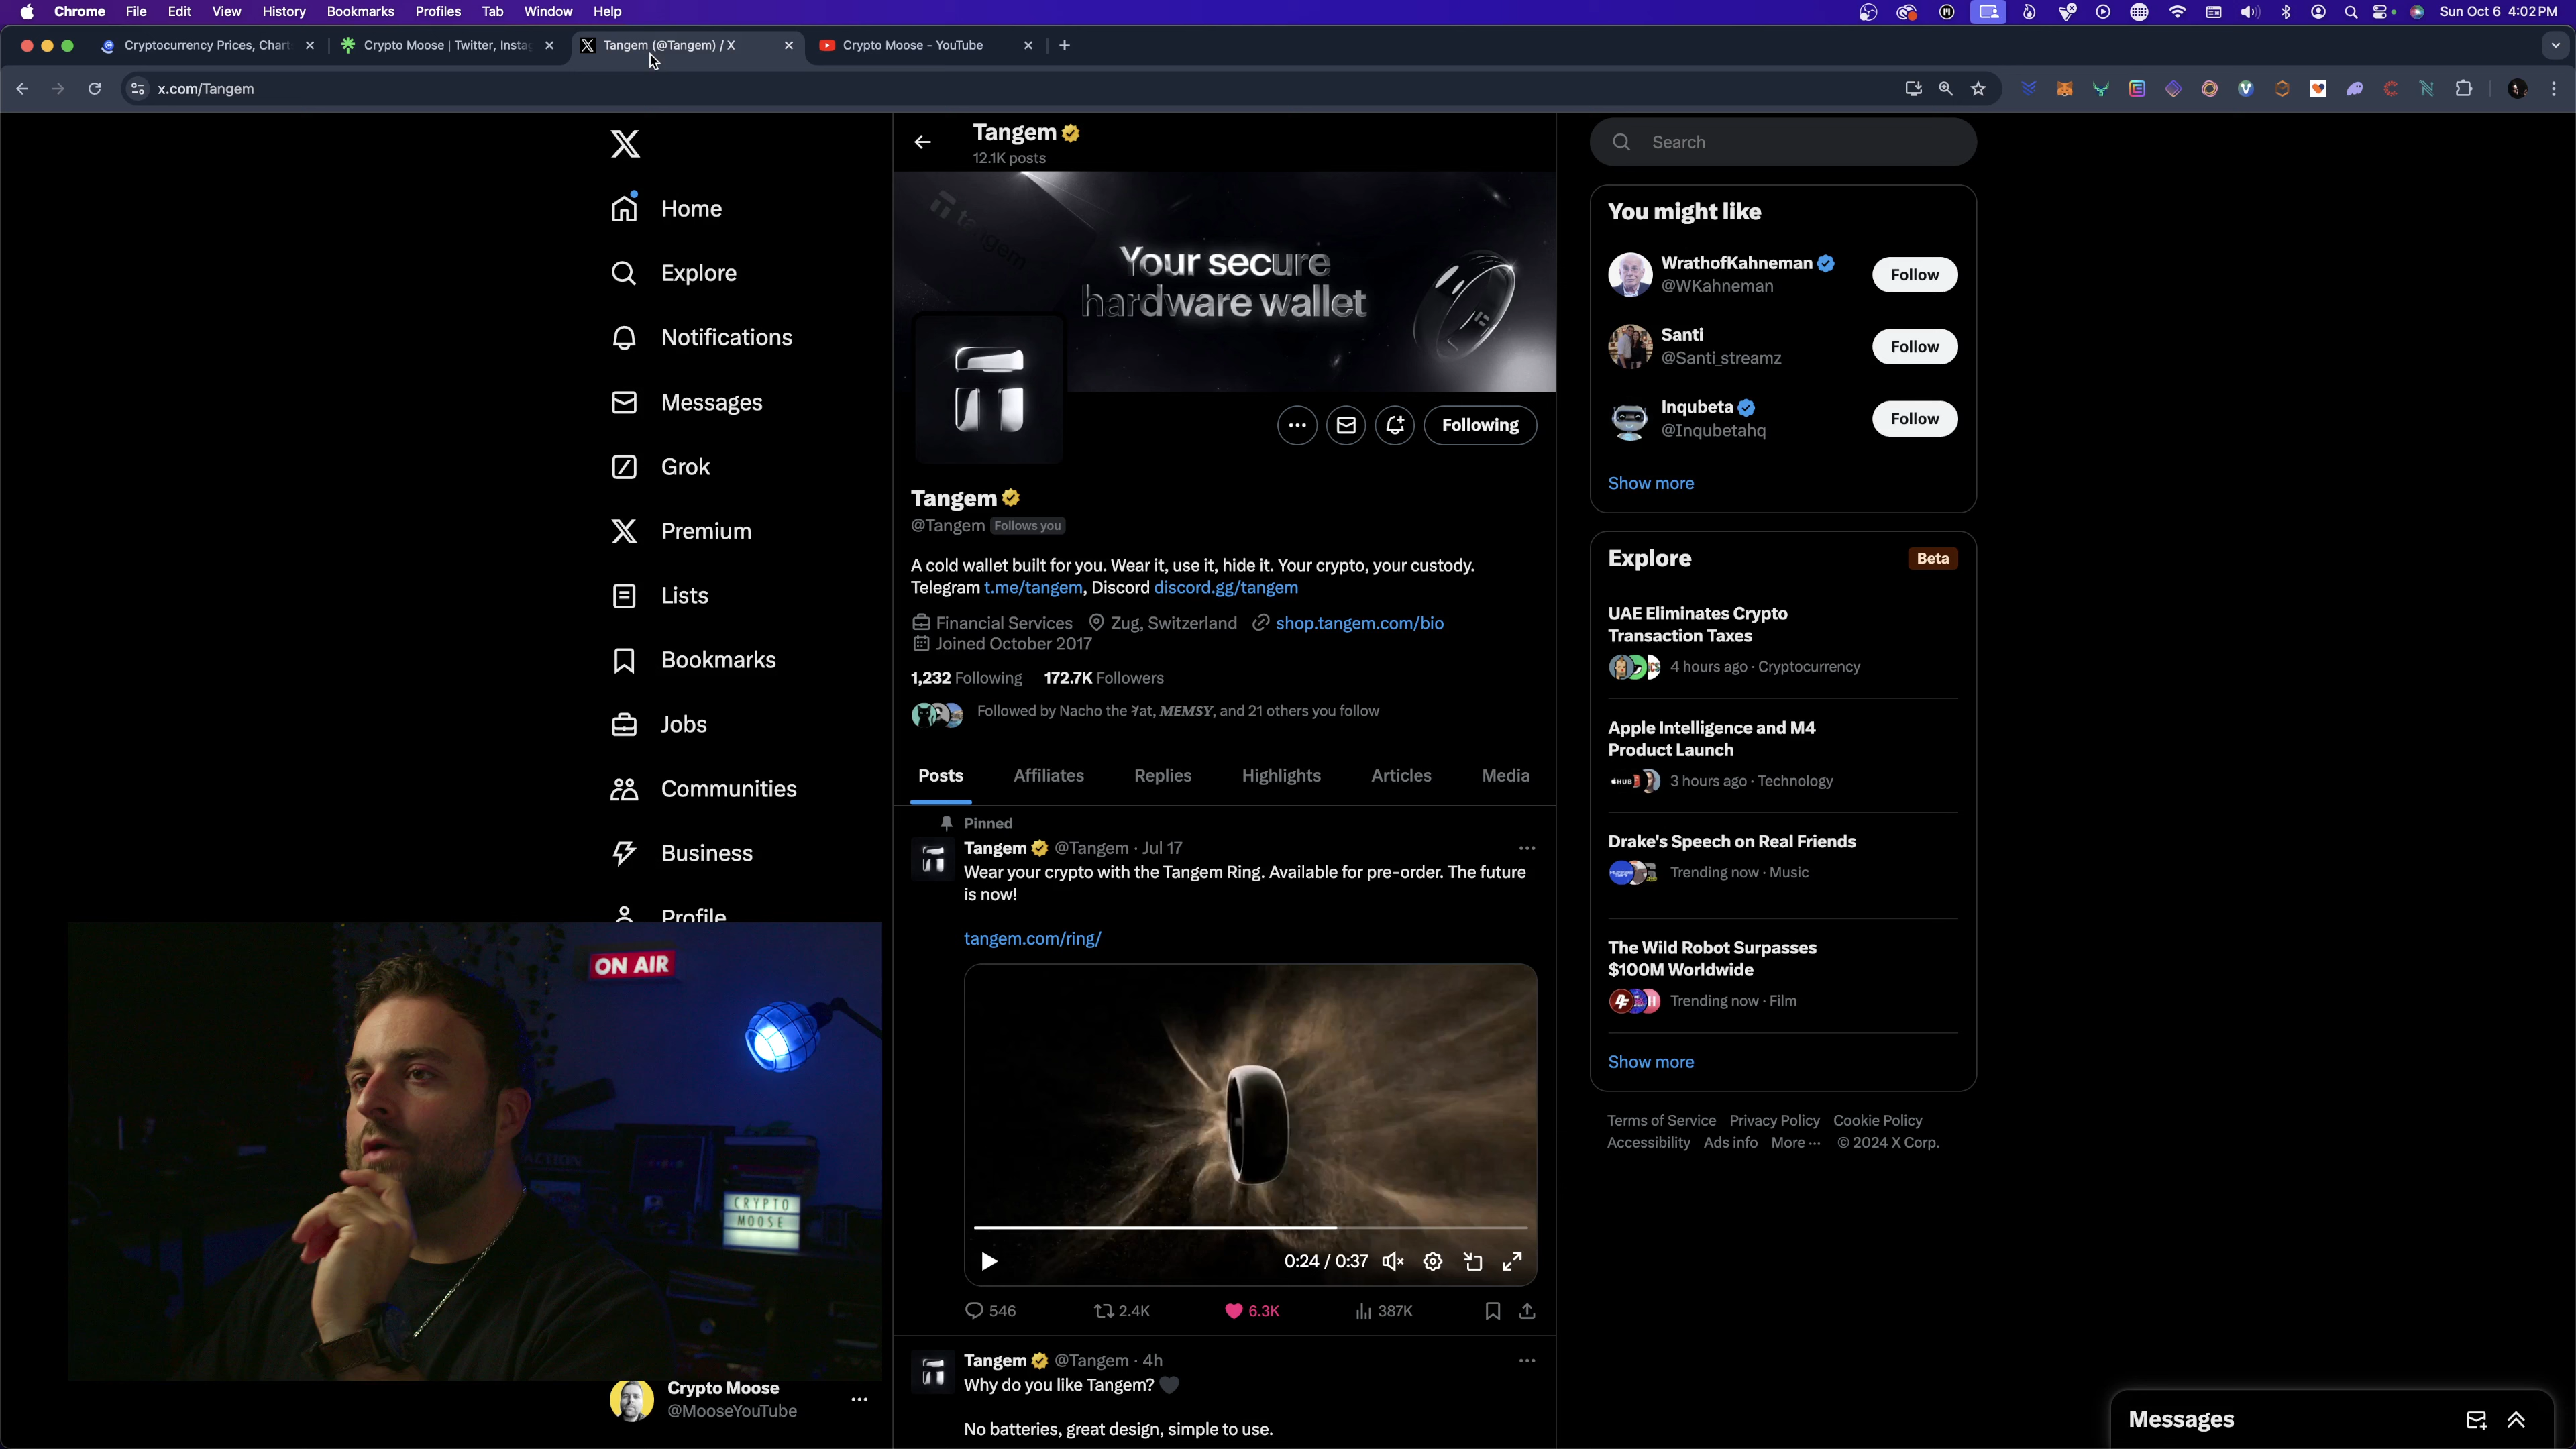 Chrome File Edit View History Bookmarks Profiles Tab Window Help
Sun Oct 6 4:02 PM
Cryptocurrency Prices, Chart
Crypto Moose | Twitter, Insta
Tangem (@Tangem) / X
Crypto Moose - YouTube
x.com/Tangem
Home
Explore
Notifications
Messages
Grok
Premium
Lists
Bookmarks
Jobs
Communities
Business
Profile
ON AIR
CRYPTO
MOOSE
Crypto Moose
@MooseYouTube
Tangem
12.1K posts
tangem
Your secure
hardware wallet
Following
Tangem
@Tangem Follows you
A cold wallet built for you. Wear it, use it, hide it. Your crypto, your custody.
Telegram t.me/tangem, Discord discord.gg/tangem
Financial Services Zug, Switzerland shop.tangem.com/bio
Joined October 2017
1,232 Following 172.7K Followers
Followed by Nacho the 𐤊at, MEMSY, and 21 others you follow
Posts Affiliates Replies Highlights Articles Media
Pinned
Tangem @Tangem · Jul 17
Wear your crypto with the Tangem Ring. Available for pre-order. The future
is now!
tangem.com/ring/
0:24 / 0:37
546 2.4K 6.3K 387K
Tangem @Tangem · 4h
Why do you like Tangem? 🖤
No batteries, great design, simple to use.
Search
You might like
WrathofKahneman
@WKahneman
Follow
Santi
@Santi_streamz
Follow
Inqubeta
@Inqubetahq
Follow
Show more
Explore Beta
UAE Eliminates Crypto
Transaction Taxes
4 hours ago · Cryptocurrency
Apple Intelligence and M4
Product Launch
3 hours ago · Technology
Drake's Speech on Real Friends
Trending now · Music
The Wild Robot Surpasses
$100M Worldwide
Trending now · Film
Show more
Terms of Service Privacy Policy Cookie Policy
Accessibility Ads info More ··· © 2024 X Corp.
Messages